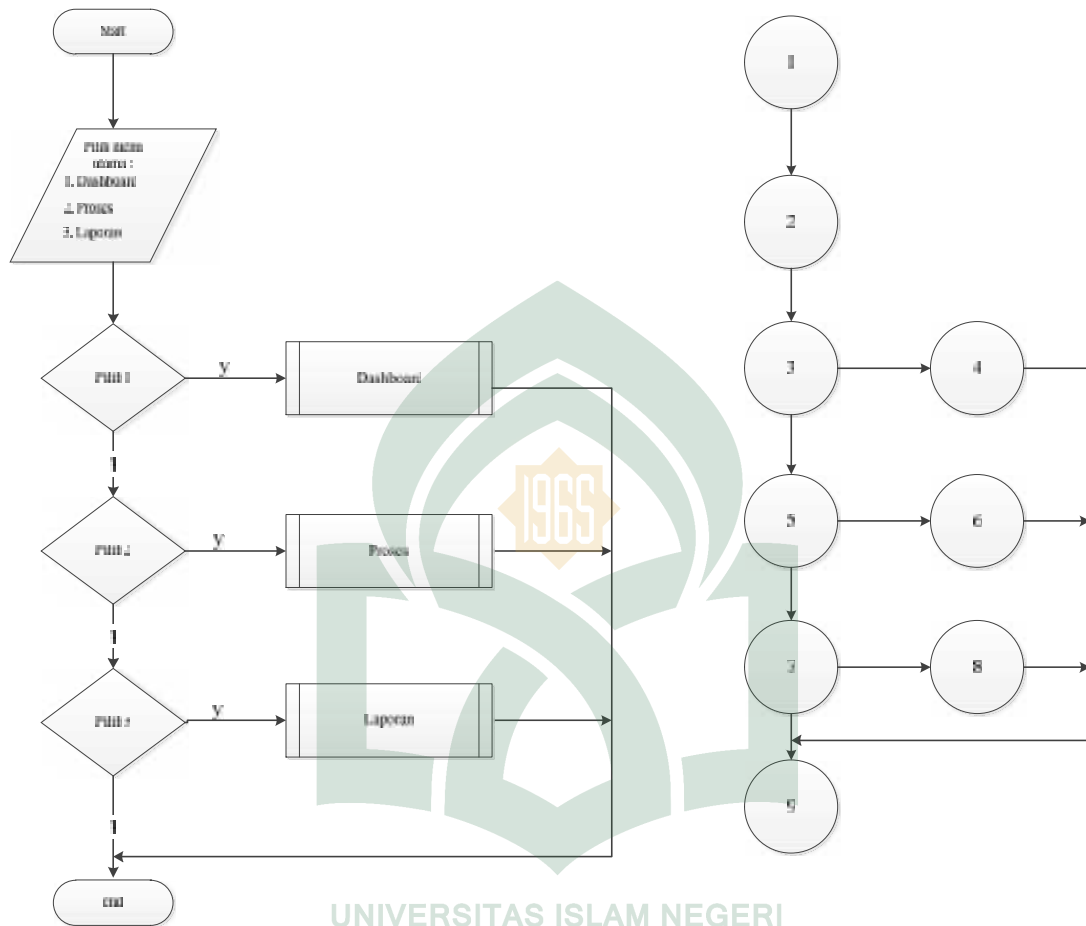 Start
Pilih menu
utama :
1. Dashboard
2. Proses
3. Laporan
Pilih 1
y
Dashboard
Pilih 2
y
Proses
Pilih 3
y
Laporan
end
1
2
3
4
5
6
7
8
9
1965
UNIVERSITAS ISLAM NEGERI